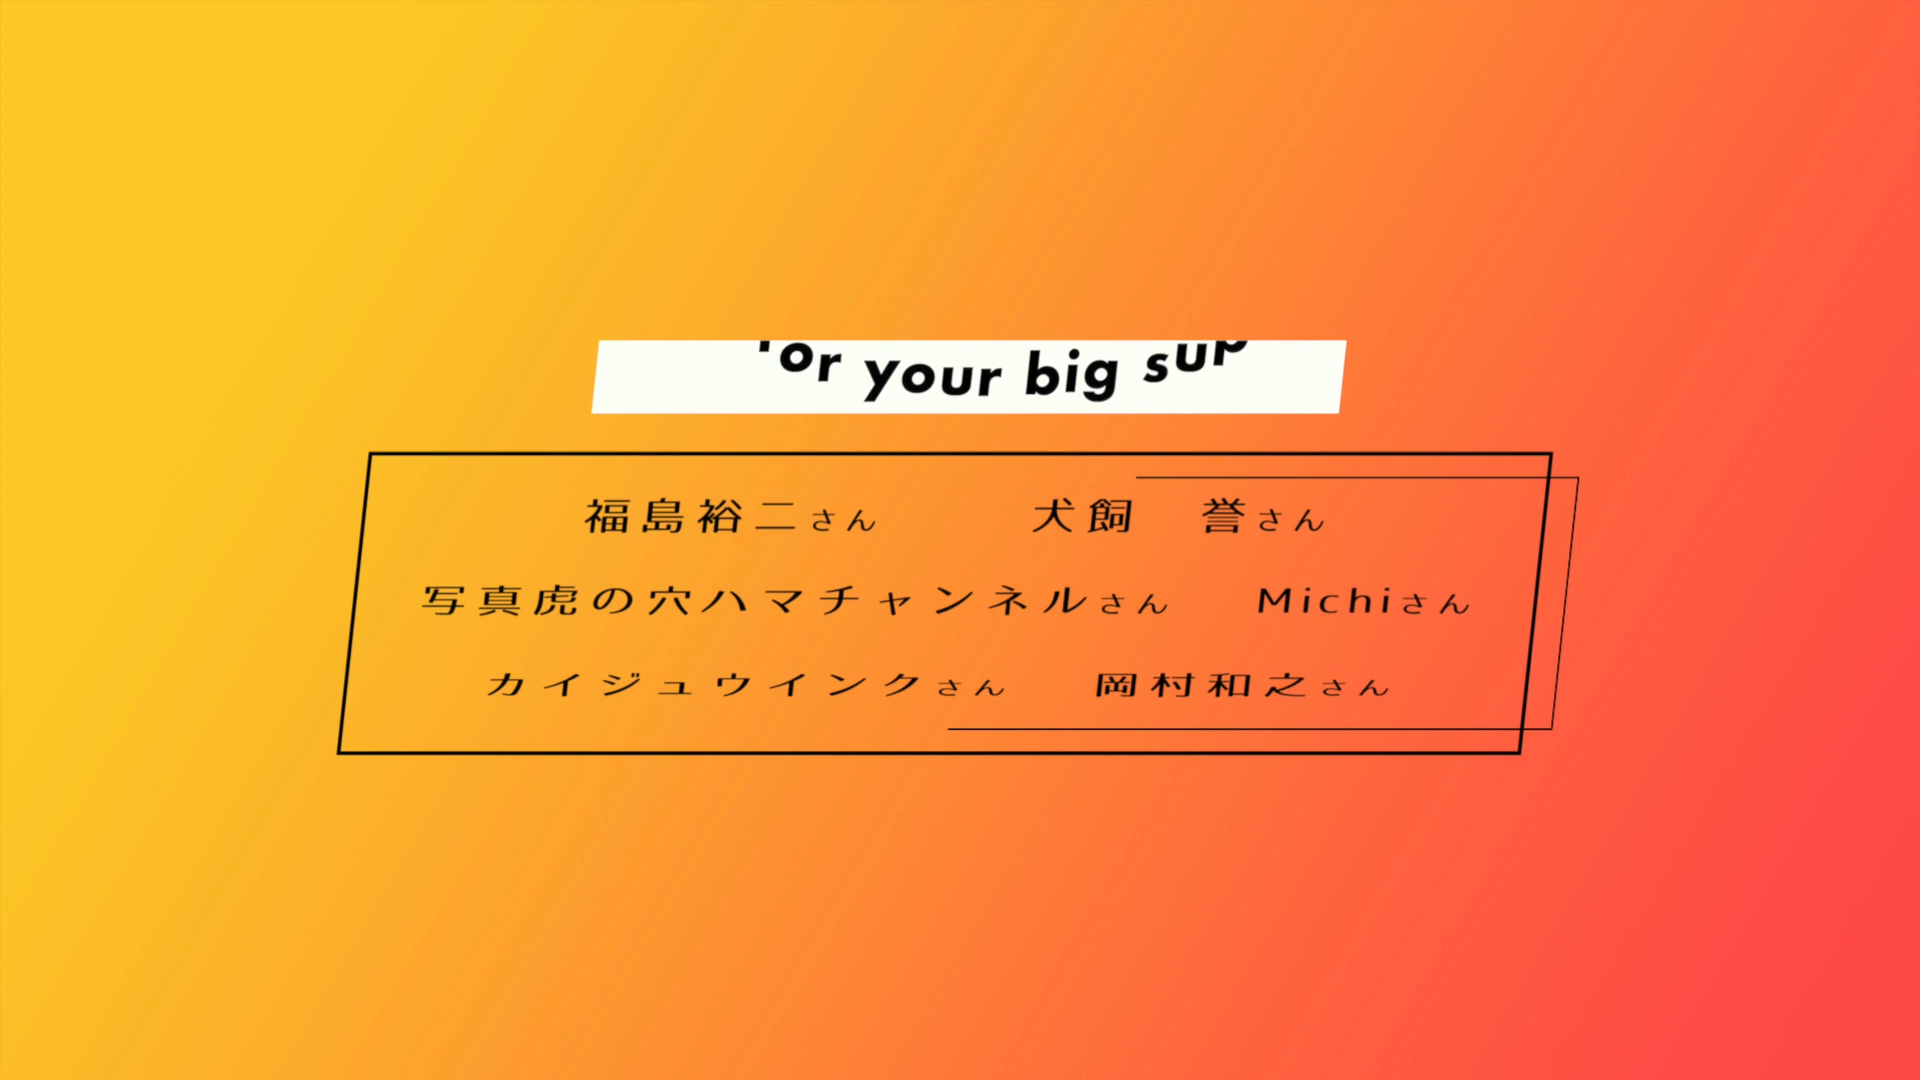 for your big sup
福島裕二さん 犬飼 誉さん
写真虎の穴ハマチャンネルさん Michiさん
カイジュウインクさん 岡村和之さん